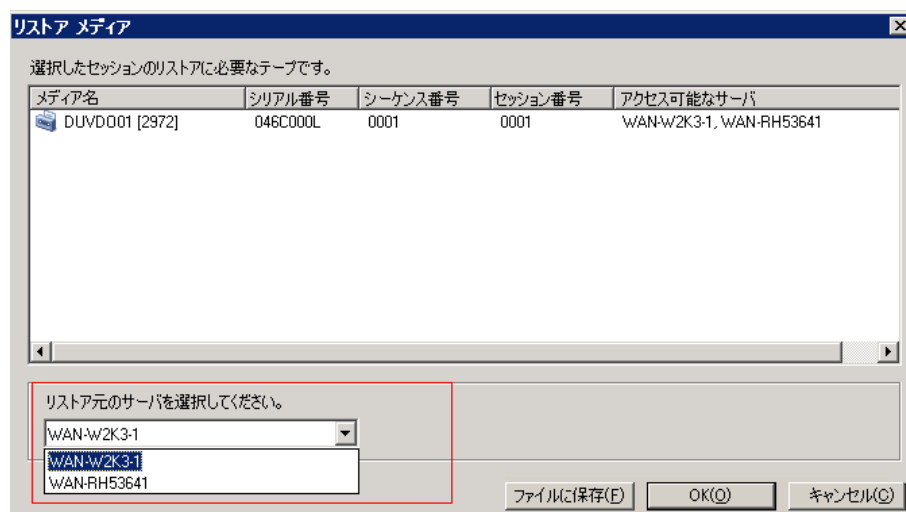 リストア メディア
選択したセッションのリストアに必要なテープです。
メディア名 シリアル番号 シーケンス番号 セッション番号 アクセス可能なサーバ
DUVD001 [2972] 046C000L 0001 0001 WAN-W2K3-1, WAN-RH53641
リストア元のサーバを選択してください。
WAN-W2K3-1
WAN-W2K3-1
WAN-RH53641
ファイルに保存(F) OK(O) キャンセル(C)